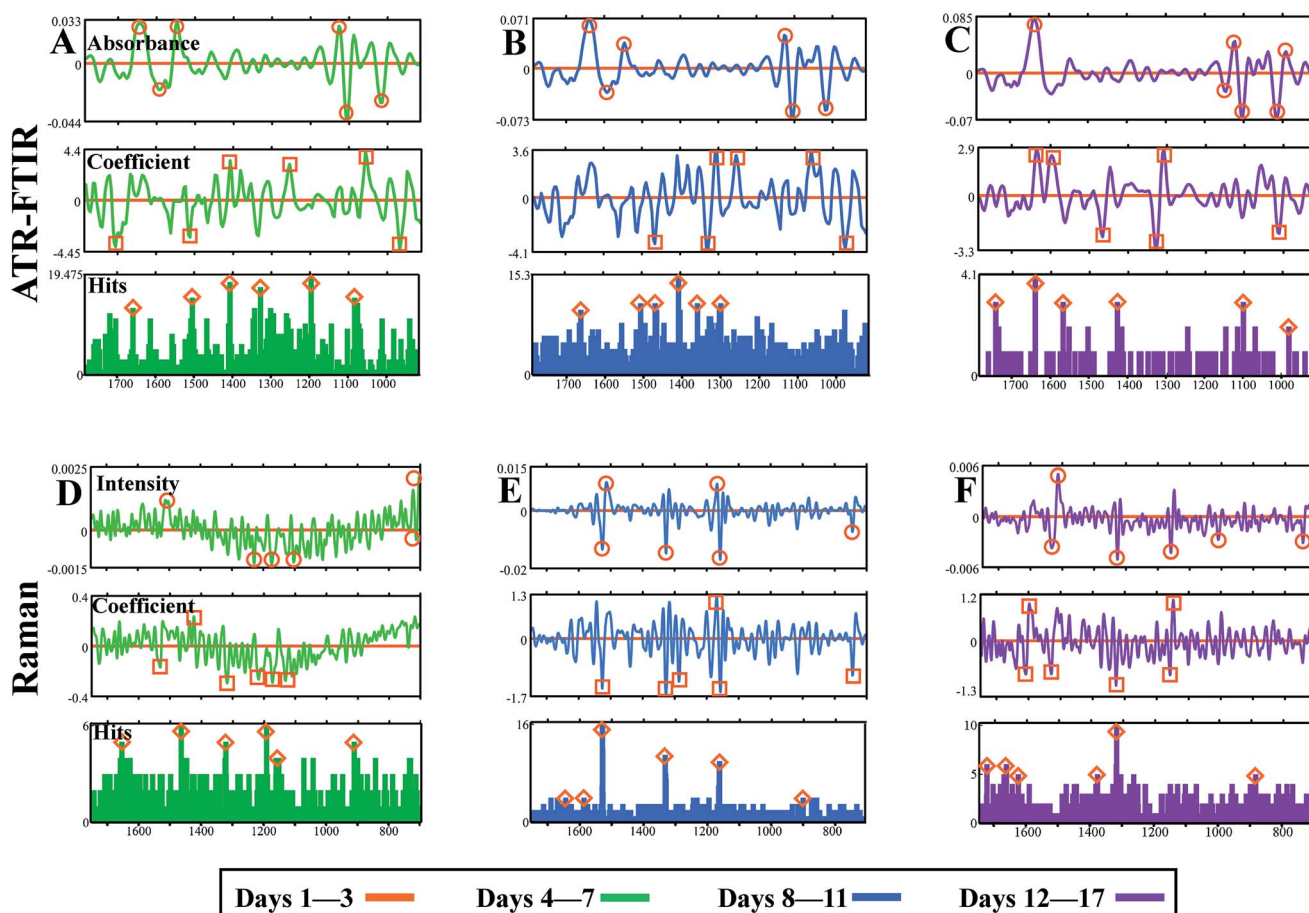 ATR-FTIR
A Absorbance
0.033
0
-0.044
Coefficient
4.4
0
-4.45
Hits
19.475
0
1700 1600 1500 1400 1300 1200 1100 1000
B
0.071
0
-0.073
3.6
0
-4.1
15.3
0
1700 1600 1500 1400 1300 1200 1100 1000
C
0.085
0
-0.07
2.9
0
-3.3
4.1
0
1700 1600 1500 1400 1300 1200 1100 1000
Raman
D Intensity
0.0025
0
-0.0015
Coefficient
0.4
0
-0.4
Hits
6
0
1600 1400 1200 1000 800
E
0.015
0
-0.02
1.3
0
-1.7
16
0
1600 1400 1200 1000 800
F
0.006
0
-0.006
1.2
0
-1.3
10
5
0
1600 1400 1200 1000 800
Days 1—3 Days 4—7 Days 8—11 Days 12—17